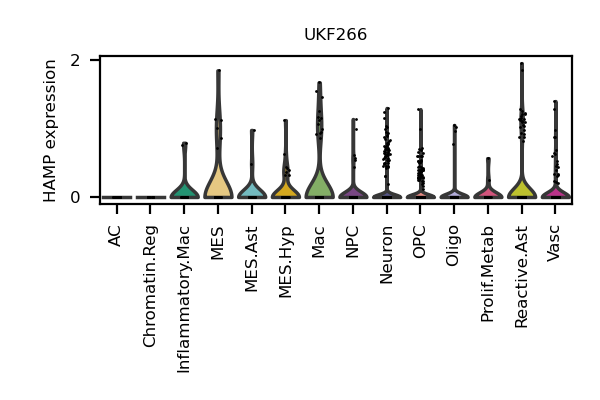 UKF266
HAMP expression
2
0
AC
Chromatin.Reg
Inflammatory.Mac
MES
MES.Ast
MES.Hyp
Mac
NPC
Neuron
OPC
Oligo
Prolif.Metab
Reactive.Ast
Vasc